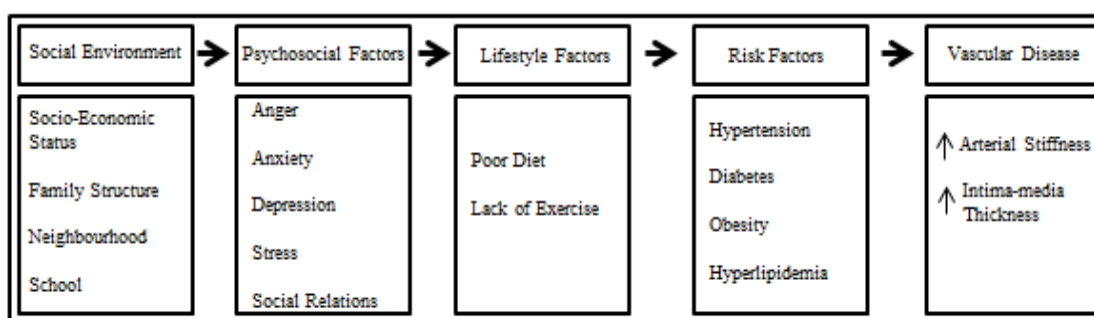 Social Environment
Psychosocial Factors
Lifestyle Factors
Risk Factors
Vascular Disease
Socio-Economic
Status
Family Structure
Neighbourhood
School
Anger
Anxiety
Depression
Stress
Social Relations
Poor Diet
Lack of Exercise
Hypertension
Diabetes
Obesity
Hyperlipidemia
↑ Arterial Stiffness
↑ Intima-media
Thickness